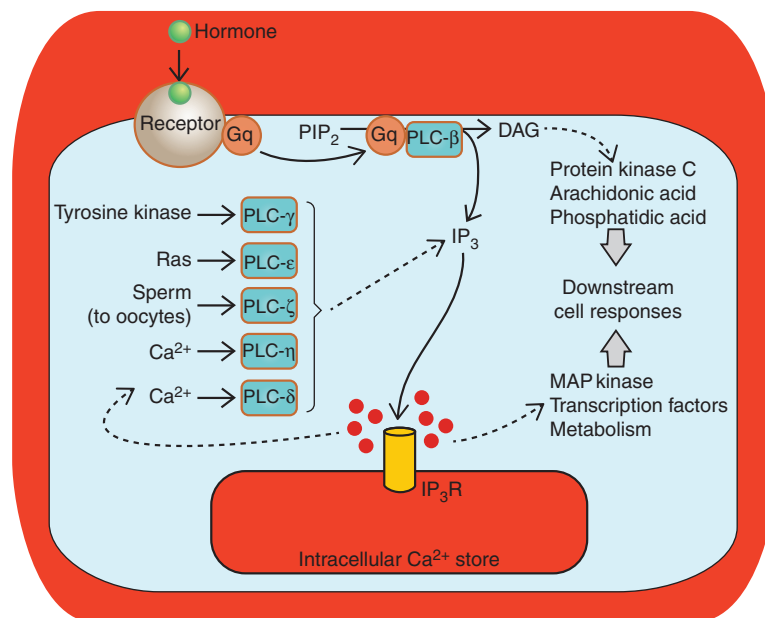 Hormone
Receptor
Gq
PIP₂
Gq
PLC-β
DAG
Protein kinase C
Arachidonic acid
Phosphatidic acid
Tyrosine kinase
PLC-γ
IP₃
Ras
PLC-ε
Sperm
(to oocytes)
PLC-ζ
Downstream
cell responses
Ca²⁺
PLC-η
Ca²⁺
PLC-δ
MAP kinase
Transcription factors
Metabolism
IP₃R
Intracellular Ca²⁺ store